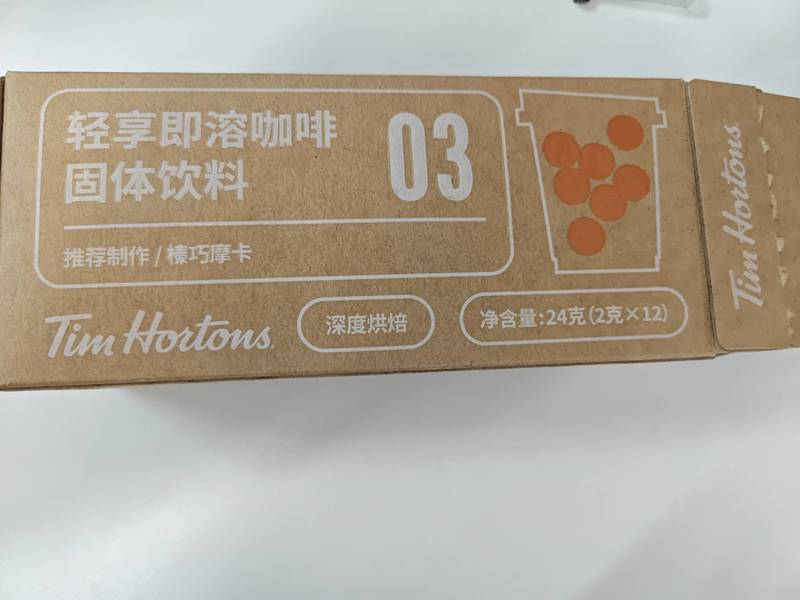 轻享即溶咖啡
固体饮料
03
推荐制作 / 榛巧摩卡
Tim Hortons
深度烘焙
净含量:24克(2克×12)
Tim Hortons